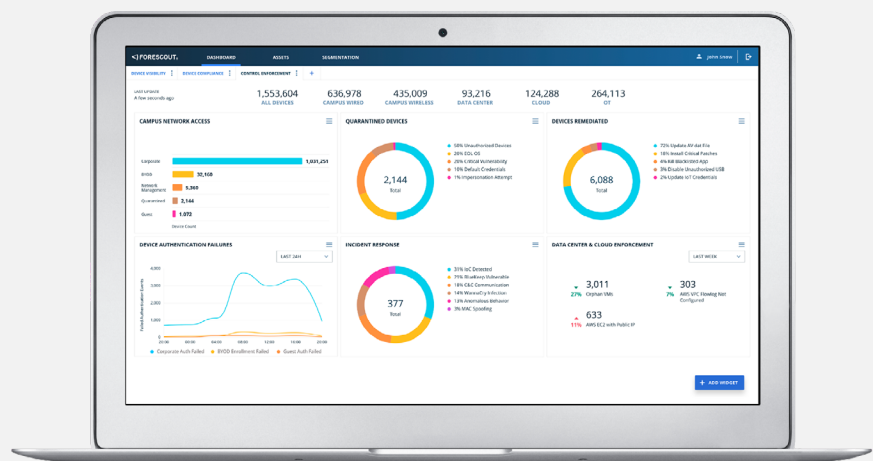 <) FORESCOUT.
DASHBOARD
ASSETS
SEGMENTATION
John Snow
DEVICE VISIBILITY
DEVICE COMPLIANCE
CONTROL ENFORCEMENT
+
LAST UPDATE
A few seconds ago
1,553,604
ALL DEVICES
636,978
CAMPUS WIRED
435,009
CAMPUS WIRELESS
93,216
DATA CENTER
124,288
CLOUD
264,113
OT
CAMPUS NETWORK ACCESS
Corporate 1,031,251
BYOD 32,160
Network
Management 5,360
Quarantined 2,144
Guest 1,072
Device Count
QUARANTINED DEVICES
2,144
Total
50% Unauthorized Devices
20% EOL OS
20% Critical Vulnerability
10% Default Credentials
1% Impersonation Attempt
DEVICES REMEDIATED
6,088
Total
72% Update AV dat File
18% Install Critical Patches
4% Kill Blacklisted App
3% Disable Unauthorized USB
2% Update IoT Credentials
DEVICE AUTHENTICATION FAILURES
LAST 24H
Failed Authentication Events
4,000
3,000
2,000
1,000
0
20:00 00:00 04:00 08:00 12:00 16:00 20:00
Corporate Auth Failed
BYOD Enrollment Failed
Guest Auth Failed
INCIDENT RESPONSE
377
Total
31% IoC Detected
21% BlueKeep Vulnerable
18% C&C Communication
14% WannaCry Infection
13% Anomalous Behavior
3% MAC Spoofing
DATA CENTER & CLOUD ENFORCEMENT
LAST WEEK
27%
3,011
Orphan VMs
7%
303
AWS VPC Flowlog Not
Configured
11%
633
AWS EC2 with Public IP
+ ADD WIDGET